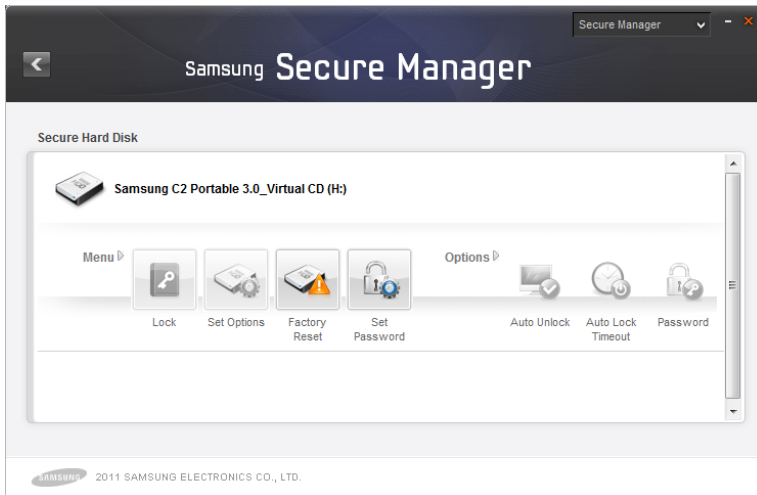 Secure Manager
Samsung Secure Manager
Secure Hard Disk
Samsung C2 Portable 3.0_Virtual CD (H:)
Menu
Options
Lock
Set Options
Factory Reset
Set Password
Auto Unlock
Auto Lock Timeout
Password
SAMSUNG
2011 SAMSUNG ELECTRONICS CO., LTD.